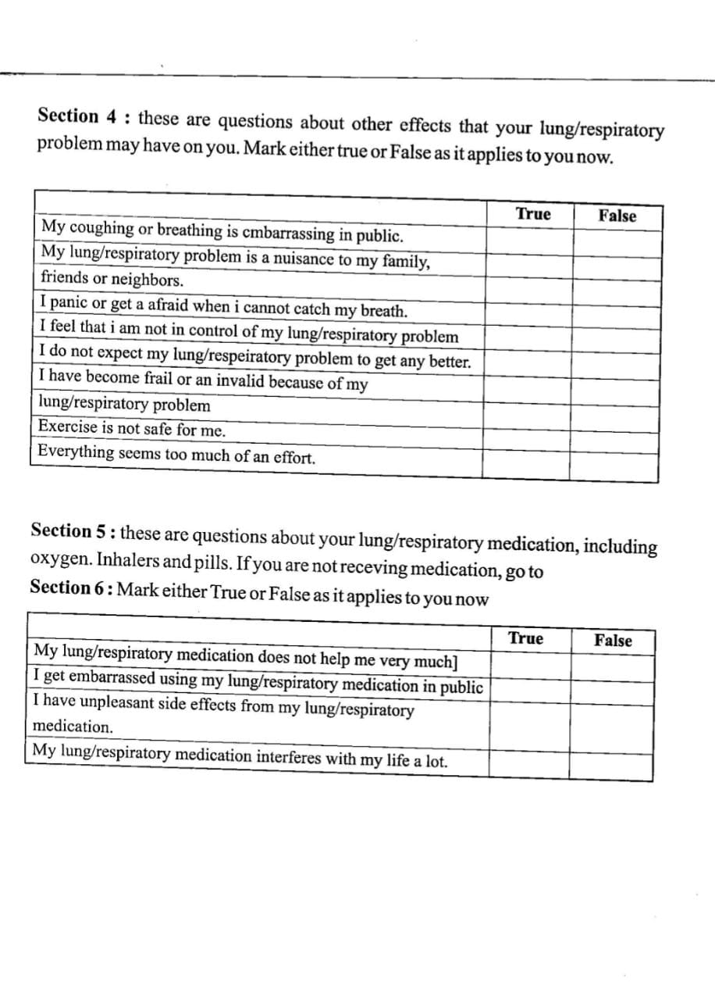 Section 4 : these are questions about other effects that your lung/respiratory
problem may have on you. Mark either true or False as it applies to you now.
True False
My coughing or breathing is cmbarrassing in public.
My lung/respiratory problem is a nuisance to my family,
friends or neighbors.
I panic or get a afraid when i cannot catch my breath.
I feel that i am not in control of my lung/respiratory problem
I do not expect my lung/respeiratory problem to get any better.
I have become frail or an invalid because of my
lung/respiratory problem
Exercise is not safe for me.
Everything seems too much of an effort.
Section 5 : these are questions about your lung/respiratory medication, including
oxygen. Inhalers and pills. If you are not receving medication, go to
Section 6 : Mark either True or False as it applies to you now
True False
My lung/respiratory medication does not help me very much]
I get embarrassed using my lung/respiratory medication in public
I have unpleasant side effects from my lung/respiratory
medication.
My lung/respiratory medication interferes with my life a lot.